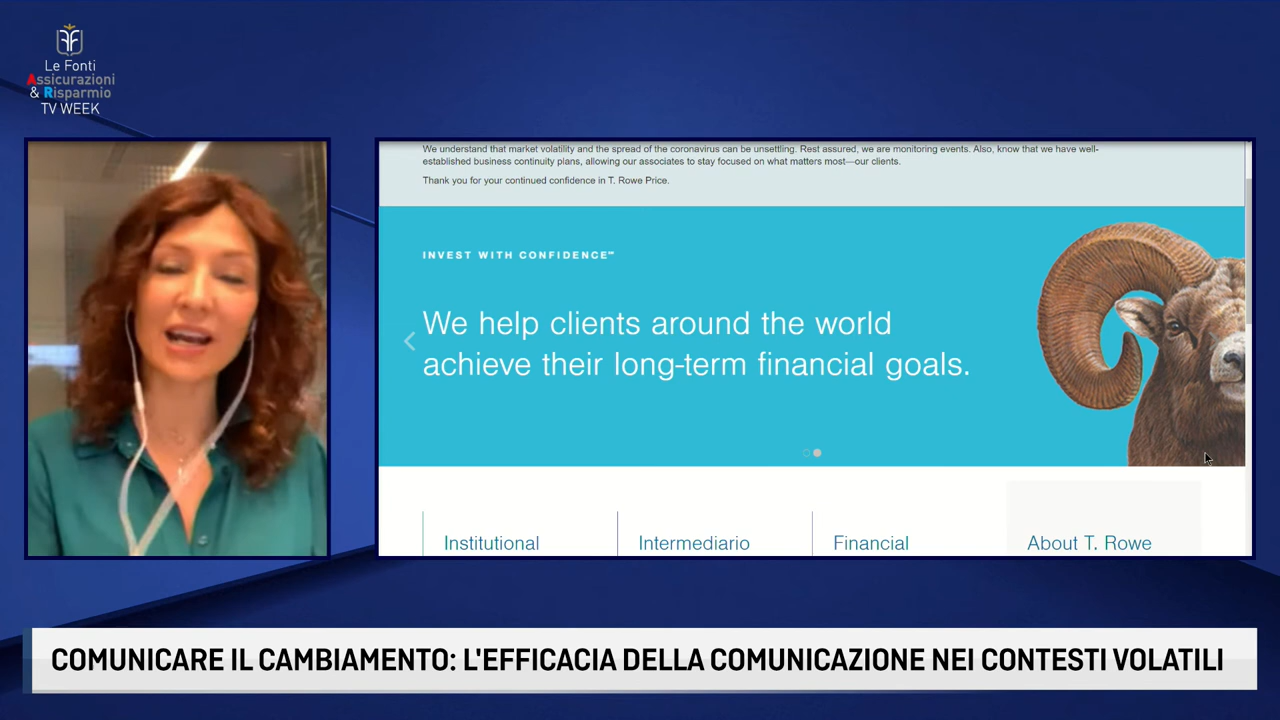 Le Fonti
Assicurazioni
& Risparmio
TV WEEK
We understand that market volatility and the spread of the coronavirus can be unsettling. Rest assured, we are monitoring events. Also, know that we have well-
established business continuity plans, allowing our associates to stay focused on what matters most—our clients.
Thank you for your continued confidence in T. Rowe Price.
INVEST WITH CONFIDENCE℠
We help clients around the world
achieve their long-term financial goals.
Institutional
Intermediario
Financial
About T. Rowe
COMUNICARE IL CAMBIAMENTO: L'EFFICACIA DELLA COMUNICAZIONE NEI CONTESTI VOLATILI